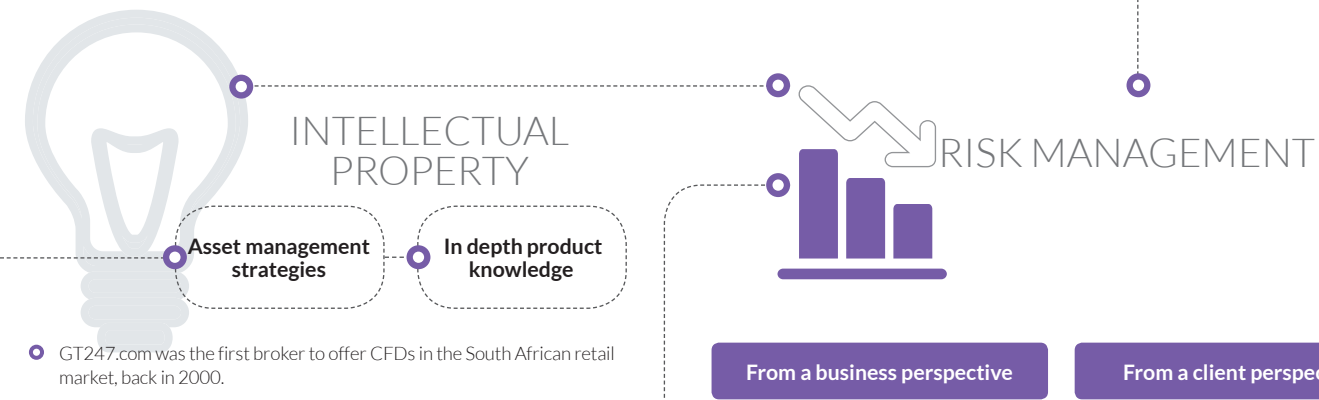 INTELLECTUAL
PROPERTY
Asset management
strategies
In depth product
knowledge
GT247.com was the first broker to offer CFDs in the South African retail
market, back in 2000.
RISK MANAGEMENT
From a business perspective
From a client